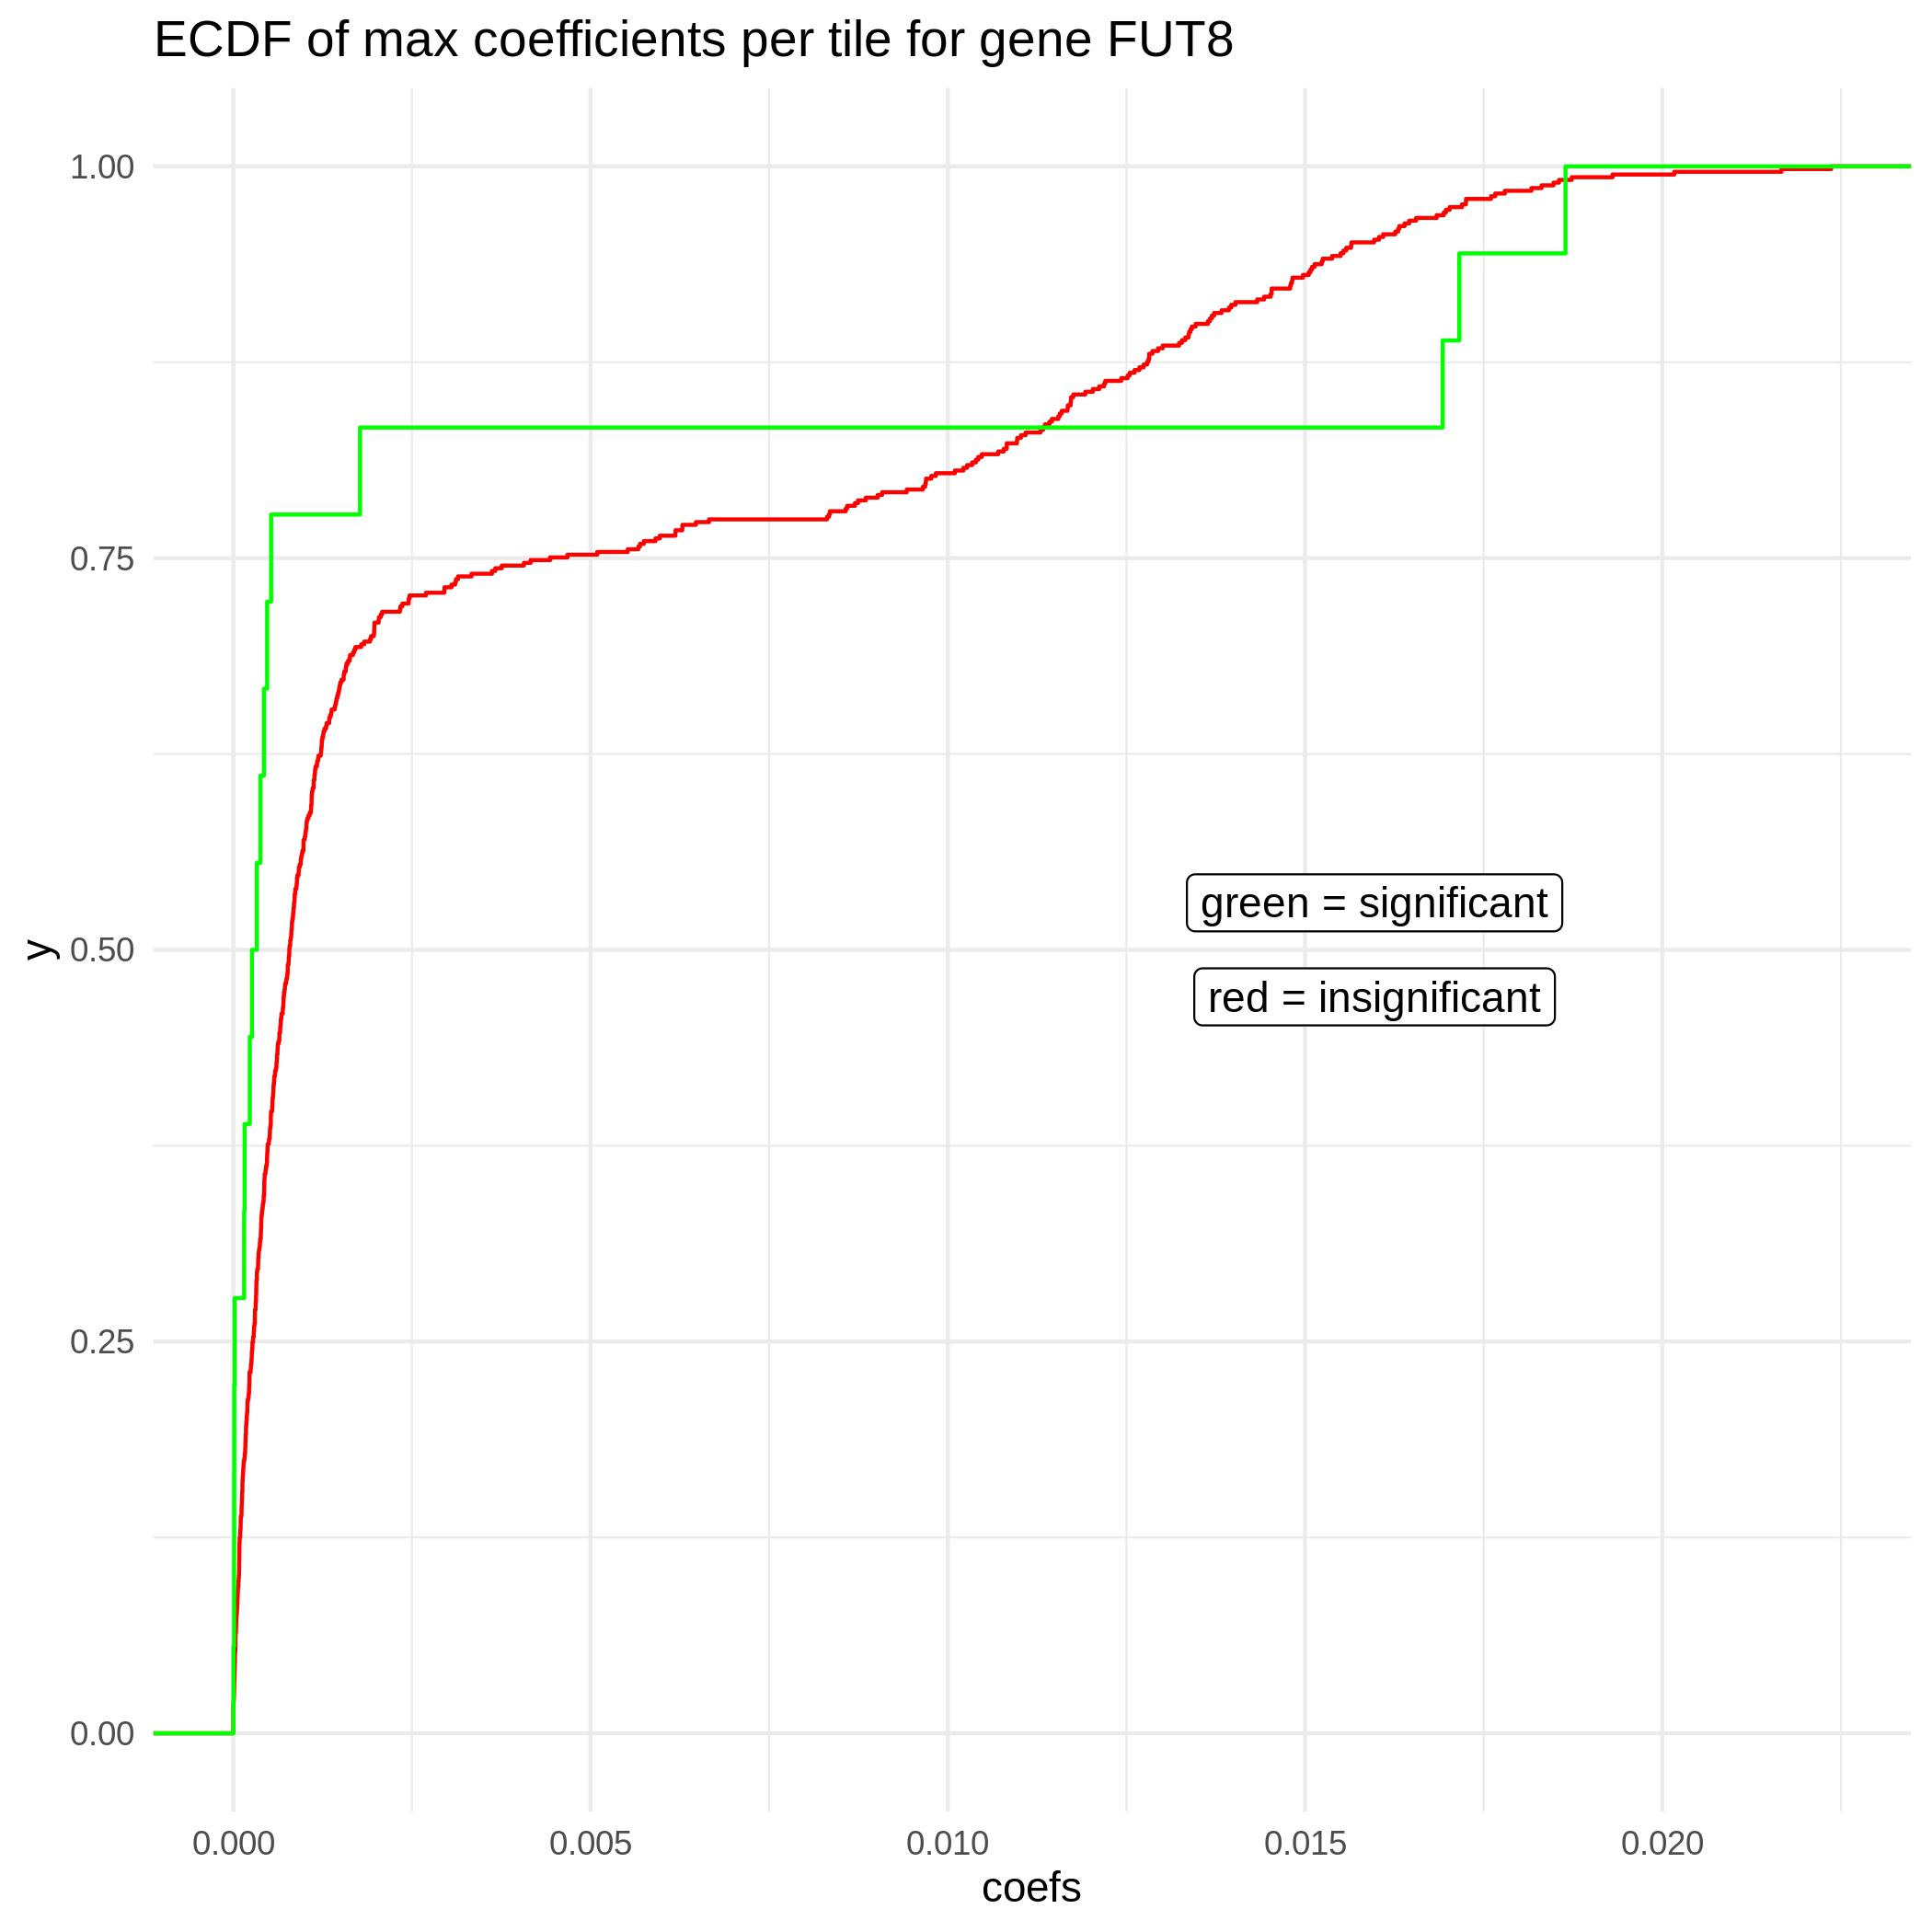 ECDF of max coefficients per tile for gene FUT8
1.00
0.75
0.50
0.25
0.00
y
green = significant
red = insignificant
0.000 0.005 0.010 0.015 0.020
coefs